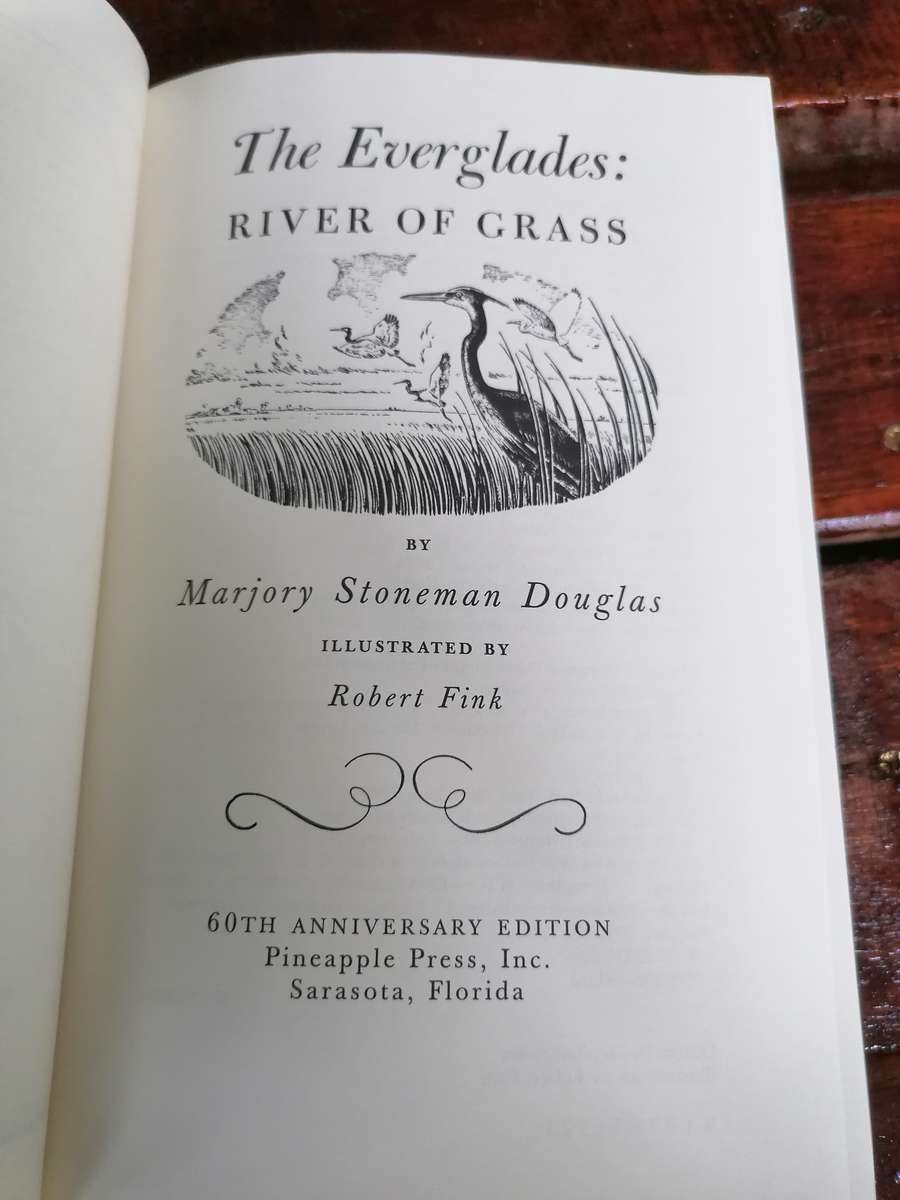 The Everglades:
RIVER OF GRASS
BY
Marjory Stoneman Douglas
ILLUSTRATED BY
Robert Fink
60TH ANNIVERSARY EDITION
Pineapple Press, Inc.
Sarasota, Florida